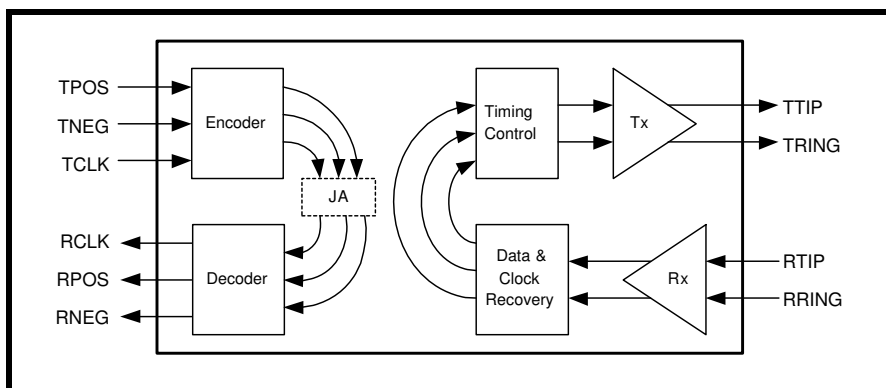 TPOS
TNEG
TCLK
Encoder
JA
RCLK
RPOS
RNEG
Decoder
Timing
Control
Tx
TTIP
TRING
Data &
Clock
Recovery
Rx
RTIP
RRING